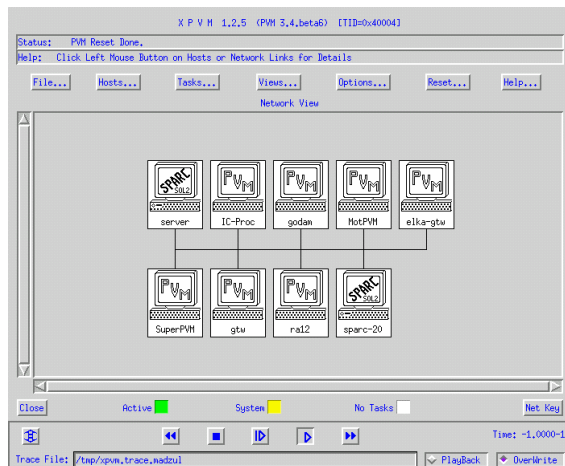 X P V M 1.2.5 (PVM 3.4.beta6) [TID=0x40004]
Status: PVM Reset Done.
Help: Click Left Mouse Button on Hosts or Network Links for Details
File... Hosts... Tasks... Views... Options... Reset... Help...
Network View
SPARC SOL2 PVM PVM PVM PVM
server IC-Proc godam MotPVM elka-gtw
PVM PVM PVM SPARC SOL2
SuperPVM gtw ra12 sparc-20
Close Active System No Tasks Net Key
Time: -1.0000-1
Trace File: /tmp/xpvm.trace.madzul PlayBack OverWrite